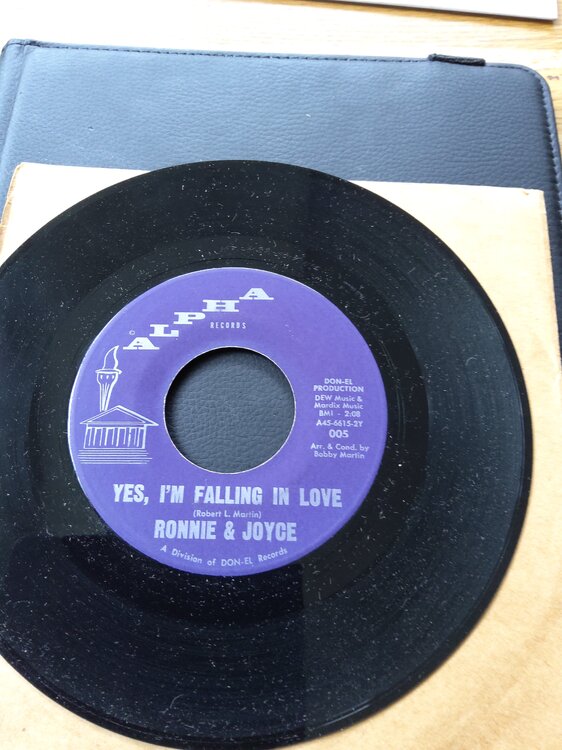 © ALPHA
RECORDS
DON-EL
PRODUCTION
DEW Music &
Mardix Music
BMI - 2:08
A45-6615-2Y
005
Arr. & Cond. by
Bobby Martin
YES, I'M FALLING IN LOVE
(Robert L. Martin)
RONNIE & JOYCE
A Division of DON-EL Records